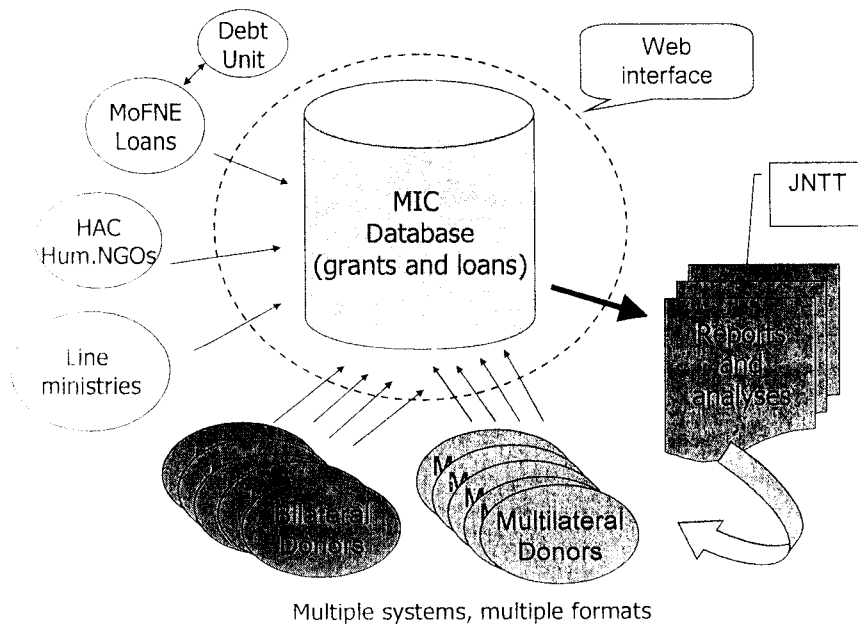 Debt
Unit
Web
interface
MoFNE
Loans
JNTT
MIC
Database
(grants and loans)
HAC
Hum.NGOs
Reports
and
analyses
Line
ministries
M
M
M
M
Bilateral
Donors
Multilateral
Donors
Multiple systems, multiple formats